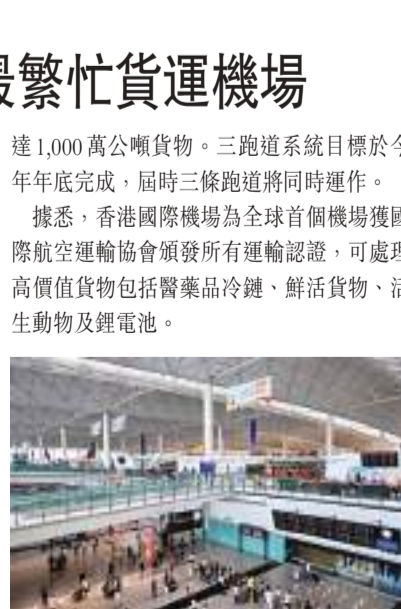 繁忙貨運機場
達1,000萬公噸貨物。三跑道系統目標於今
年年底完成，屆時三條跑道將同時運作。
據悉，香港國際機場為全球首個機場獲國
際航空運輸協會頒發所有運輸認證，可處理
高價值貨物包括醫藥品冷鏈、鮮活貨物、活
生動物及鋰電池。